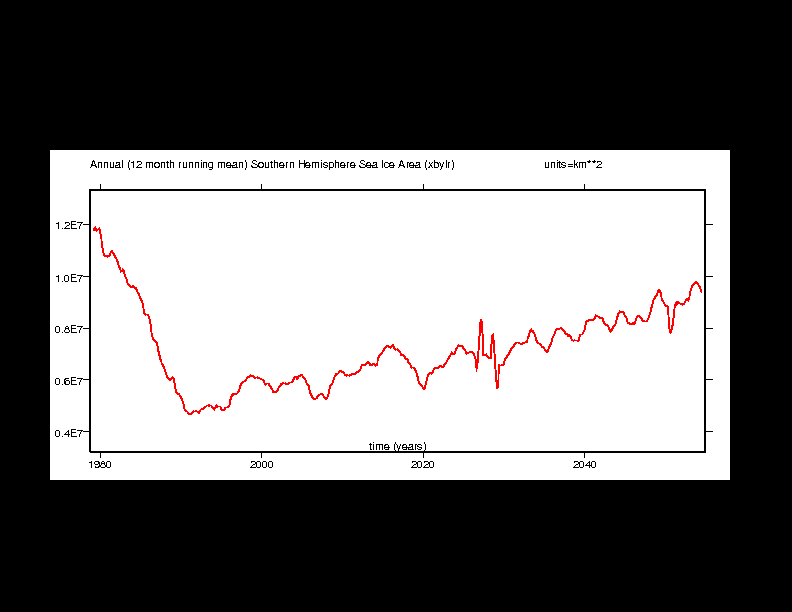 Annual (12 month running mean) Southern Hemisphere Sea Ice Area (xbylr) units=km**2
1.2E7
1.0E7
0.8E7
0.6E7
0.4E7
time (years)
1980 2000 2020 2040